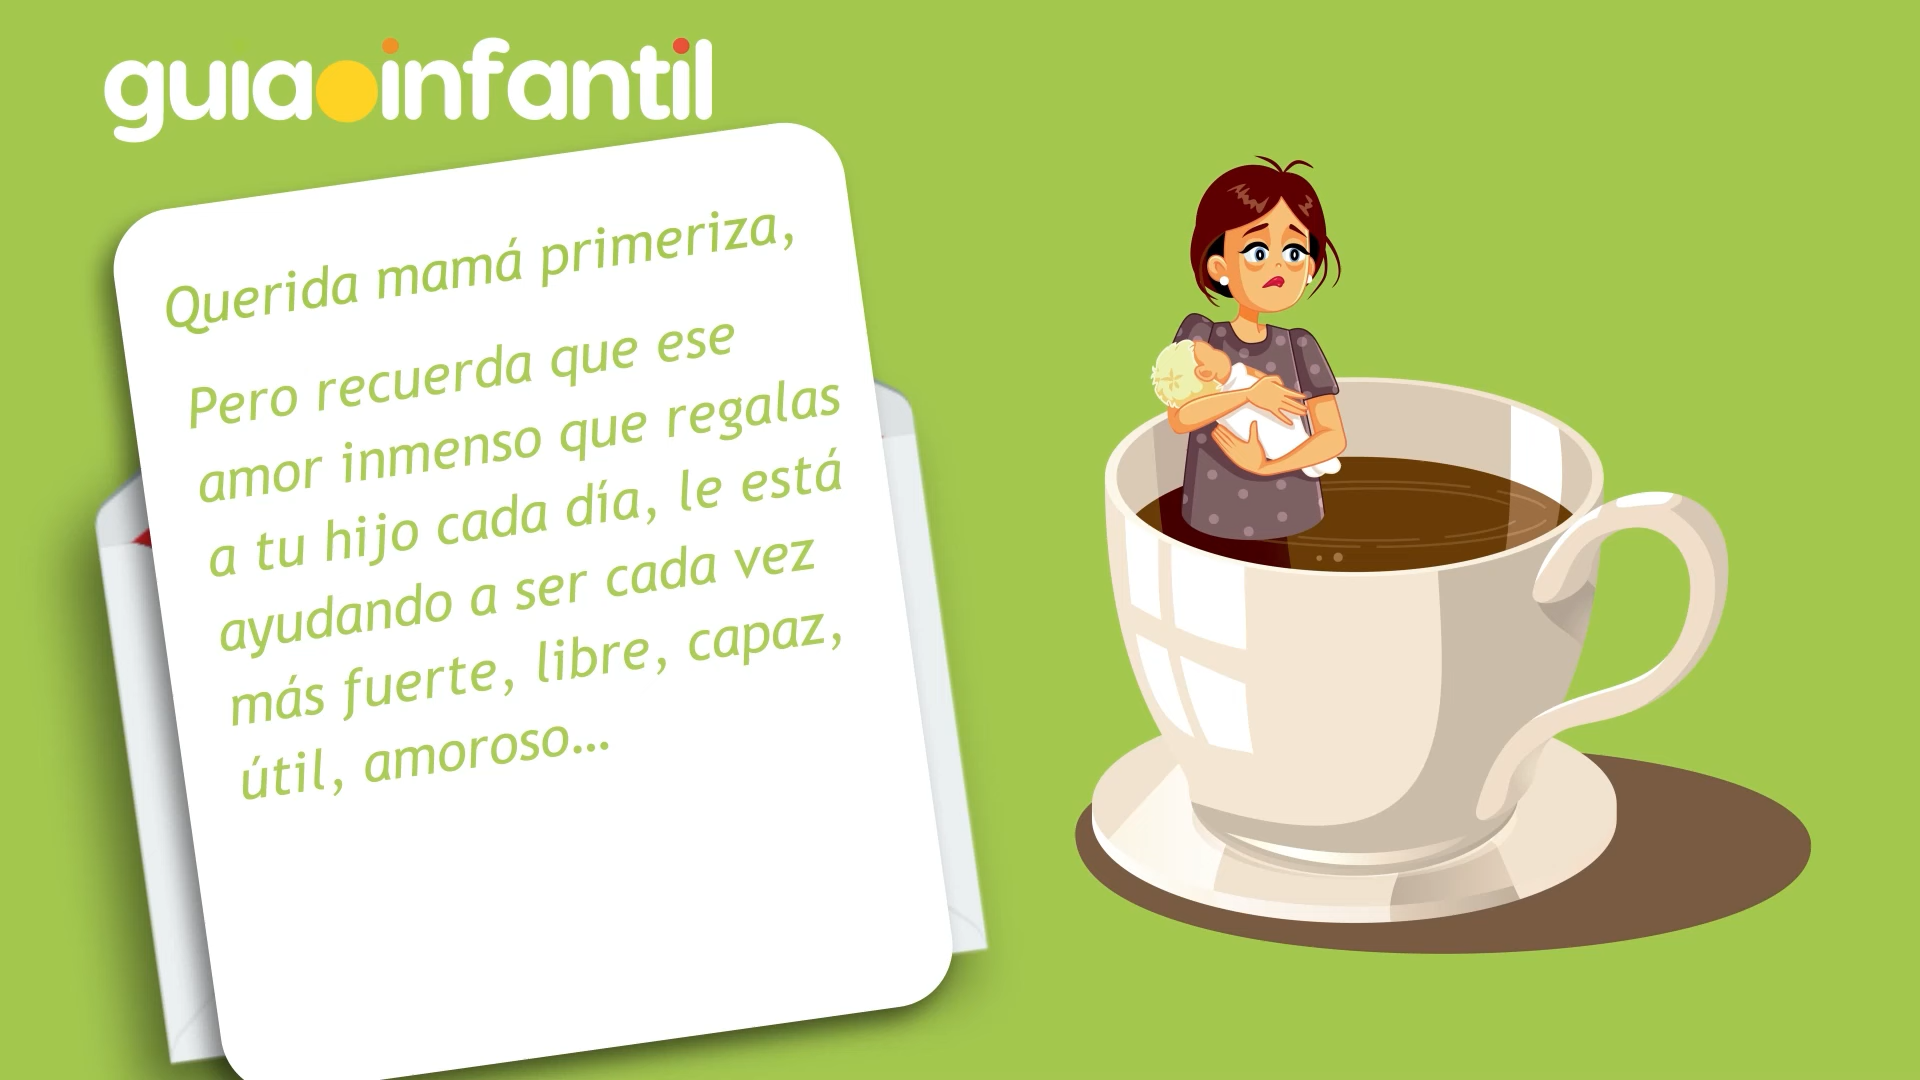 guiainfantil
Querida mamá primeriza,
Pero recuerda que ese
amor inmenso que regalas
a tu hijo cada día, le está
ayudando a ser cada vez
más fuerte, libre, capaz,
útil, amoroso...